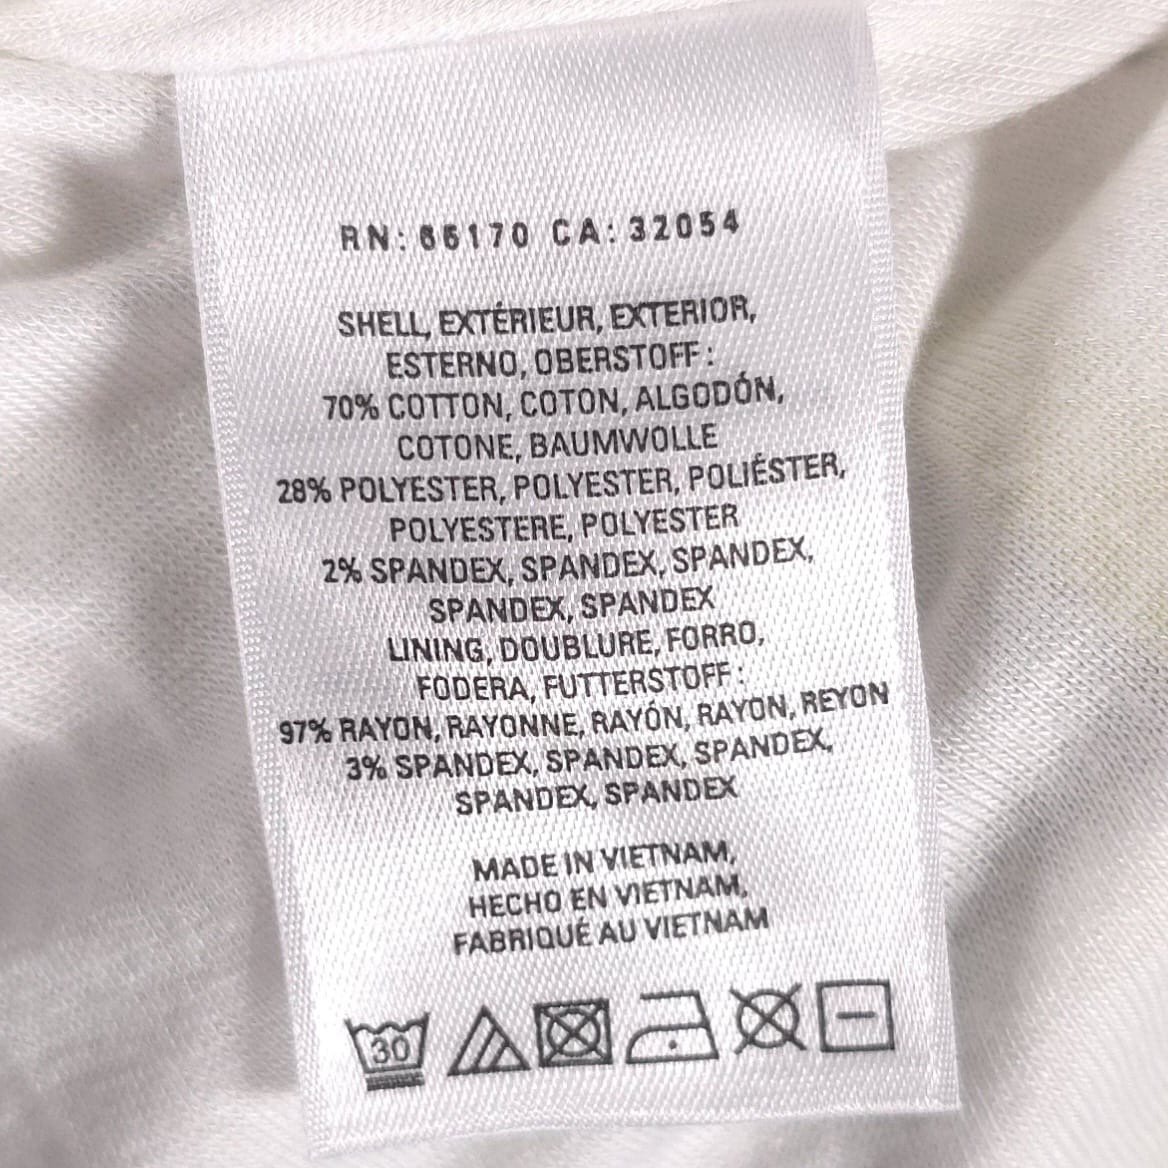 RN: 66170 CA: 32054
SHELL, EXTÉRIEUR, EXTERIOR,
ESTERNO, OBERSTOFF :
70% COTTON, COTON, ALGODÓN,
COTONE, BAUMWOLLE
28% POLYESTER, POLYESTER, POLIÉSTER,
POLYESTERE, POLYESTER
2% SPANDEX, SPANDEX, SPANDEX,
SPANDEX, SPANDEX
LINING, DOUBLURE, FORRO,
FODERA, FUTTERSTOFF :
97% RAYON, RAYONNE, RAYÓN, RAYON, REYON
3% SPANDEX, SPANDEX, SPANDEX,
SPANDEX, SPANDEX
MADE IN VIETNAM,
HECHO EN VIETNAM,
FABRIQUÉ AU VIETNAM
30